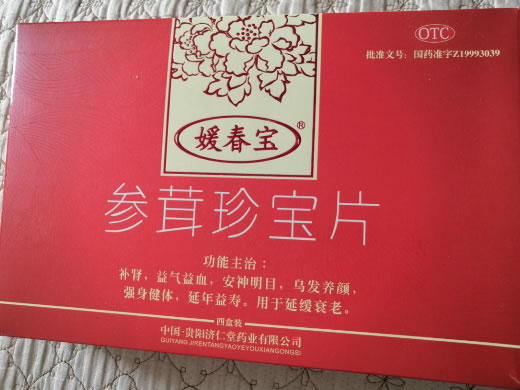 OTC
批准文号：国药准字Z19993039
媛春宝®
参茸珍宝片
功能主治：
补肾，益气益血，安神明目，乌发养颜，
强身健体，延年益寿。用于延缓衰老。
四盒装
中国·贵阳济仁堂药业有限公司
GUIYANG JIRENTANGYAOYEYOUXIANGONGSI